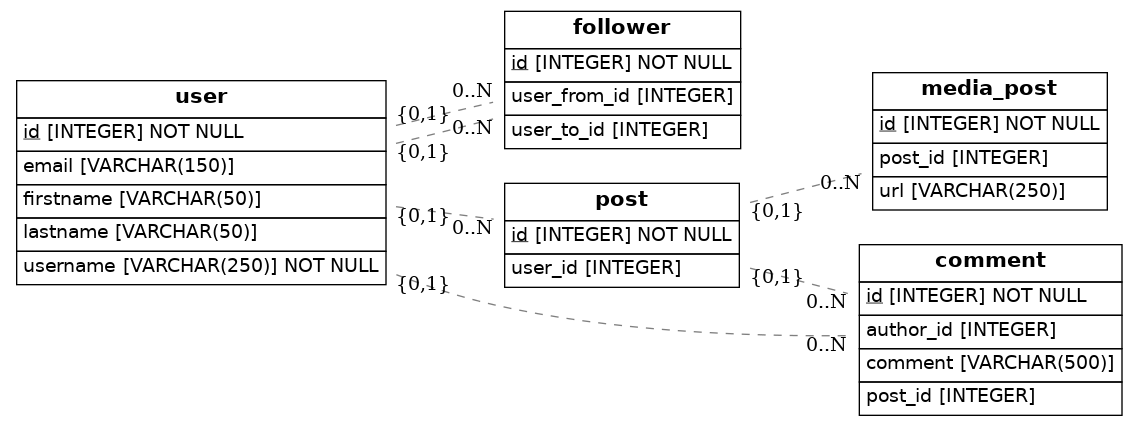 user
id [INTEGER] NOT NULL
email [VARCHAR(150)]
firstname [VARCHAR(50)]
lastname [VARCHAR(50)]
username [VARCHAR(250)] NOT NULL
follower
id [INTEGER] NOT NULL
user_from_id [INTEGER]
user_to_id [INTEGER]
post
id [INTEGER] NOT NULL
user_id [INTEGER]
media_post
id [INTEGER] NOT NULL
post_id [INTEGER]
url [VARCHAR(250)]
comment
id [INTEGER] NOT NULL
author_id [INTEGER]
comment [VARCHAR(500)]
post_id [INTEGER]
0..N
{0,1}
0..N
{0,1}
{0,1}
0..N
{0,1}
0..N
0..N
{0,1}
{0,1}
0..N